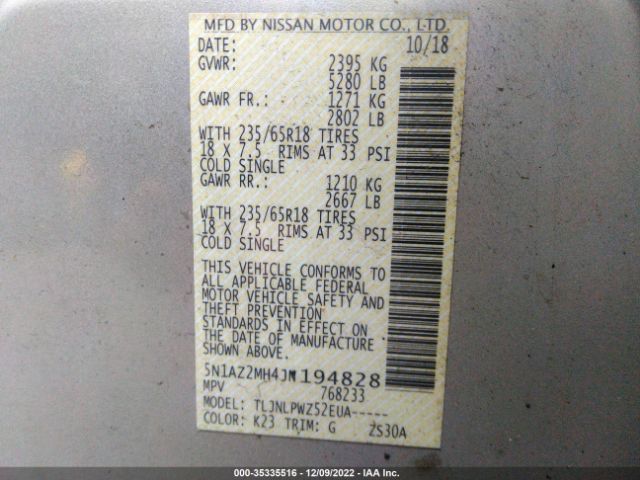 MFD BY NISSAN MOTOR CO., LTD.
DATE: 10/18
GVWR: 2395 KG
5280 LB
GAWR FR.: 1271 KG
2802 LB
WITH 235/65R18 TIRES
18 X 7.5 RIMS AT 33 PSI
COLD SINGLE
GAWR RR.: 1210 KG
2667 LB
WITH 235/65R18 TIRES
18 X 7.5 RIMS AT 33 PSI
COLD SINGLE
THIS VEHICLE CONFORMS TO
ALL APPLICABLE FEDERAL
MOTOR VEHICLE SAFETY AND
THEFT PREVENTION
STANDARDS IN EFFECT ON
THE DATE OF MANUFACTURE
SHOWN ABOVE.
5N1AZ2MH4JN194828
MPV 768233
MODEL: TLJNLPWZ52EUA-----
COLOR: K23 TRIM: G ZS30A
000-35335516 - 12/09/2022 - IAA Inc.